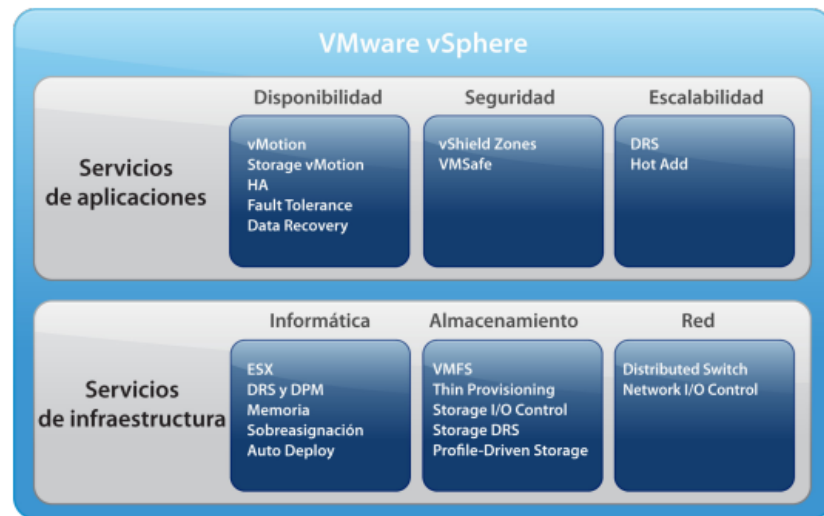 VMware vSphere
Disponibilidad
Seguridad
Escalabilidad
Servicios
de aplicaciones
vMotion
Storage vMotion
HA
Fault Tolerance
Data Recovery
vShield Zones
VMSafe
DRS
Hot Add
Informática
Almacenamiento
Red
Servicios
de infraestructura
ESX
DRS y DPM
Memoria
Sobreasignación
Auto Deploy
VMFS
Thin Provisioning
Storage I/O Control
Storage DRS
Profile-Driven Storage
Distributed Switch
Network I/O Control